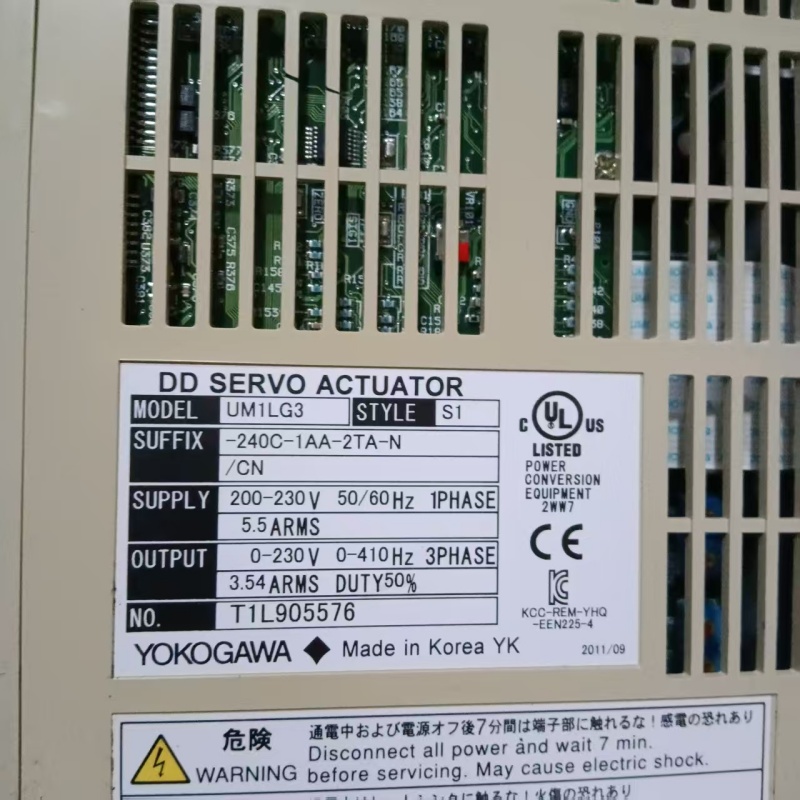 DD SERVO ACTUATOR
MODEL UM1LG3 STYLE S1
SUFFIX -240C-1AA-2TA-N
/CN
SUPPLY 200-230V 50/60Hz 1PHASE
5.5ARMS
OUTPUT 0-230V 0-410Hz 3PHASE
3.54ARMS DUTY50%
NO. T1L905576
YOKOGAWA ◆ Made in Korea YK
C UL US
LISTED
POWER
CONVERSION
EQUIPMENT
2WW7
CE
KCC-REM-YHQ
-EEN225-4
2011/09
危険
WARNING
通電中および電源オフ後7分間は端子部に触れるな!感電の恐れあり
Disconnect all power and wait 7 min.
before servicing. May cause electric shock.